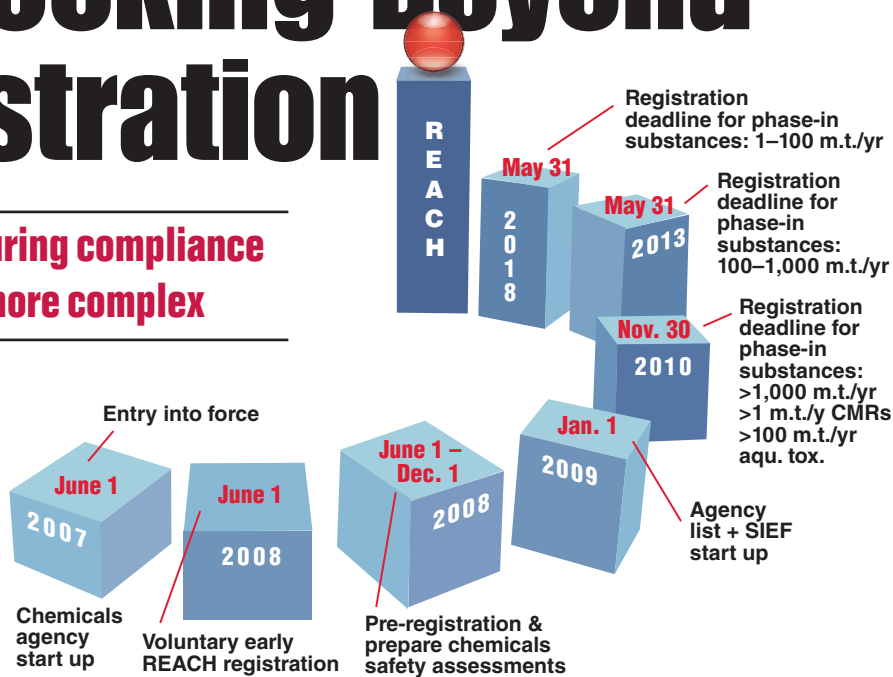 Beyond
stration
compliance
complex
R
E
A
C
H
May 31
2
0
1
8
Registration
deadline for phase-in
substances: 1–100 m.t./yr
May 31
2013
Registration
deadline for
phase-in
substances:
100–1,000 m.t./yr
Nov. 30
2010
Registration
deadline for
phase-in
substances:
>1,000 m.t./yr
>1 m.t./y CMRs
>100 m.t./yr
aqu. tox.
Jan. 1
2009
Agency
list + SIEF
start up
June 1 –
Dec. 1
2008
Pre-registration &
prepare chemicals
safety assessments
June 1
2008
Voluntary early
REACH registration
Entry into force
June 1
2007
Chemicals
agency
start up